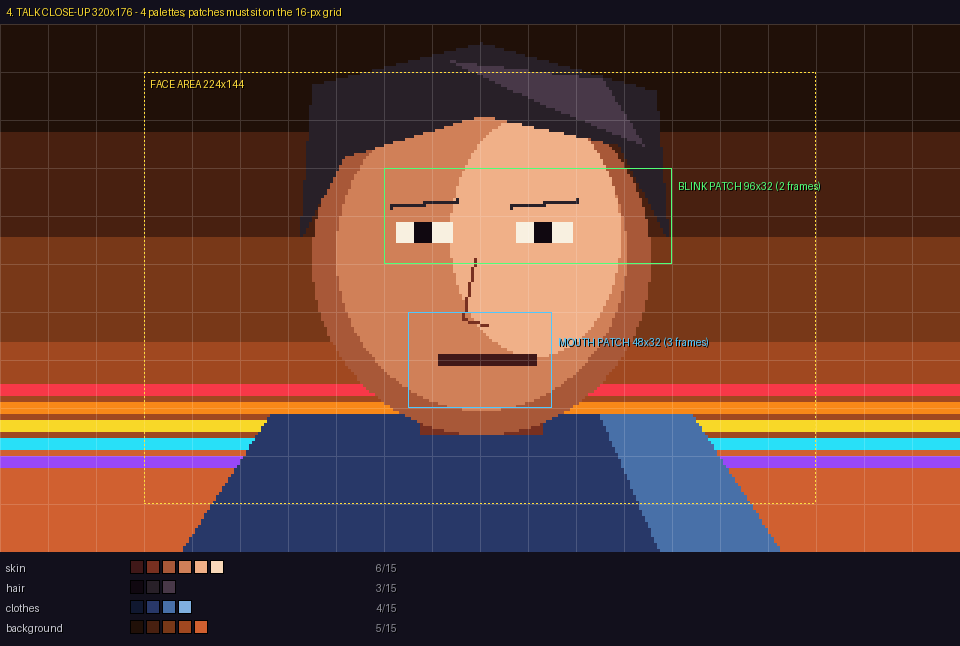 4. TALK CLOSE-UP 320x176 - 4 palettes; patches must sit on the 16-px grid
FACE AREA 224x144
BLINK PATCH 96x32 (2 frames)
MOUTH PATCH 48x32 (3 frames)
skin 6/15
hair 3/15
clothes 4/15
background 5/15